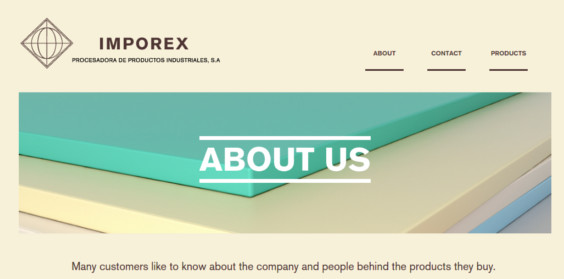 IMPOREX
PROCESADORA DE PRODUCTOS INDUSTRIALES, S.A
ABOUT
CONTACT
PRODUCTS
ABOUT US
Many customers like to know about the company and people behind the products they buy.